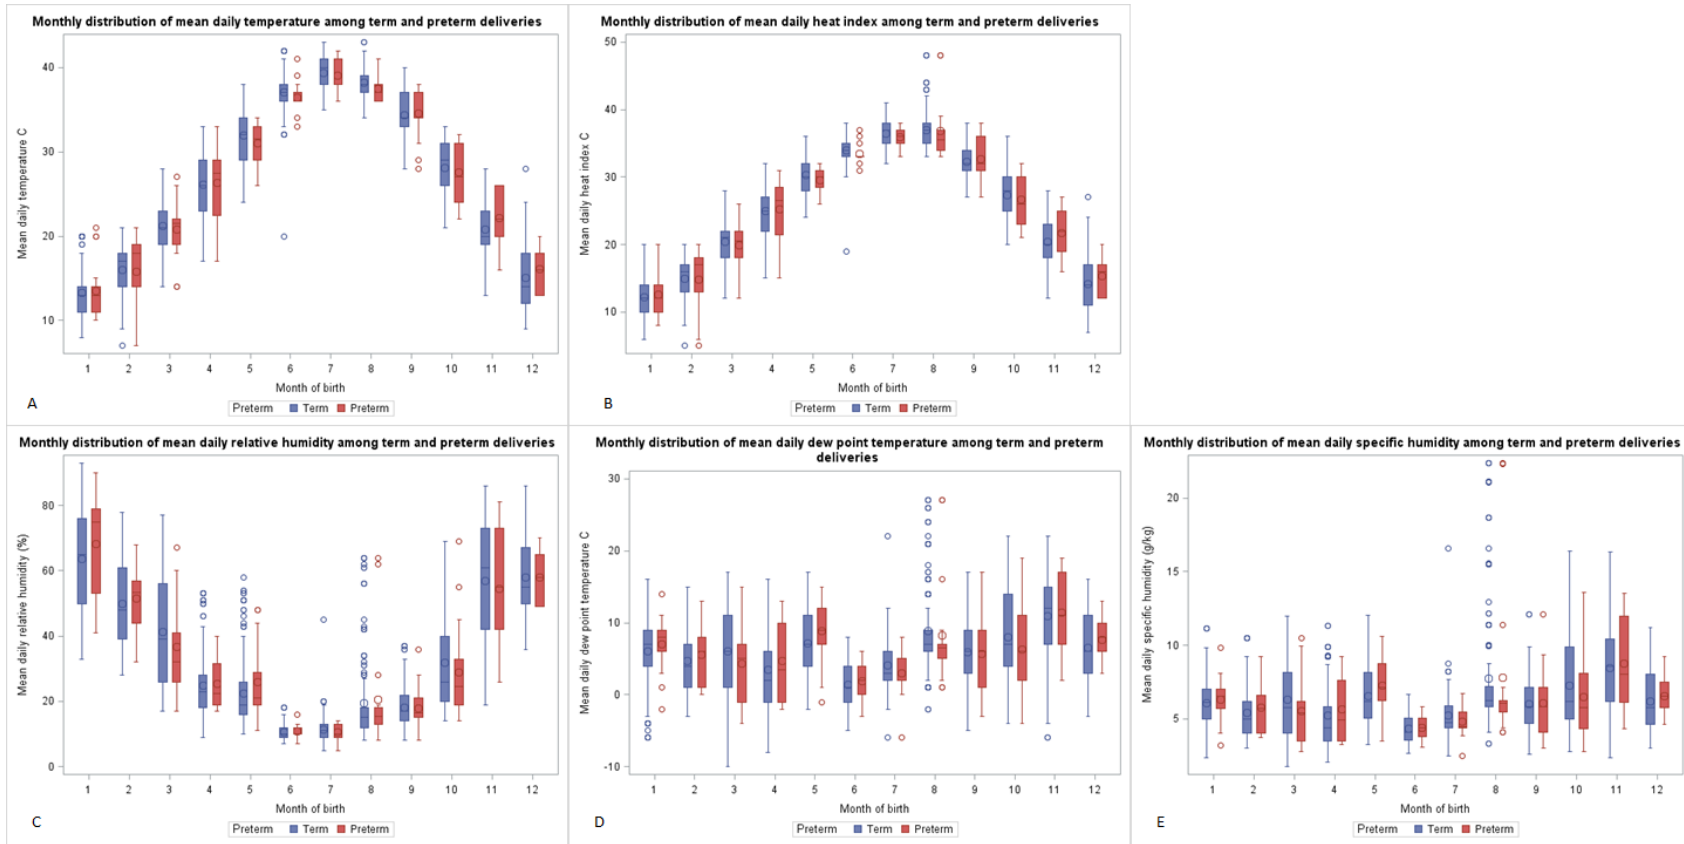 Monthly distribution of mean daily temperature among term and preterm deliveries
Mean daily temperature C
40
30
20
10
1 2 3 4 5 6 7 8 9 10 11 12
Month of birth
Preterm Term Preterm
A
Monthly distribution of mean daily heat index among term and preterm deliveries
Mean daily heat index C
50
40
30
20
10
1 2 3 4 5 6 7 8 9 10 11 12
Month of birth
Preterm Term Preterm
B
Monthly distribution of mean daily relative humidity among term and preterm deliveries
Mean daily relative humidity (%)
80
60
40
20
0
1 2 3 4 5 6 7 8 9 10 11 12
Month of birth
Preterm Term Preterm
C
Monthly distribution of mean daily dew point temperature among term and preterm
deliveries
Mean daily dew point temperature C
30
20
10
0
-10
1 2 3 4 5 6 7 8 9 10 11 12
Month of birth
Preterm Term Preterm
D
Monthly distribution of mean daily specific humidity among term and preterm deliveries
Mean daily specific humidity (g/kg)
20
15
10
5
1 2 3 4 5 6 7 8 9 10 11 12
Month of birth
Preterm Term Preterm
E